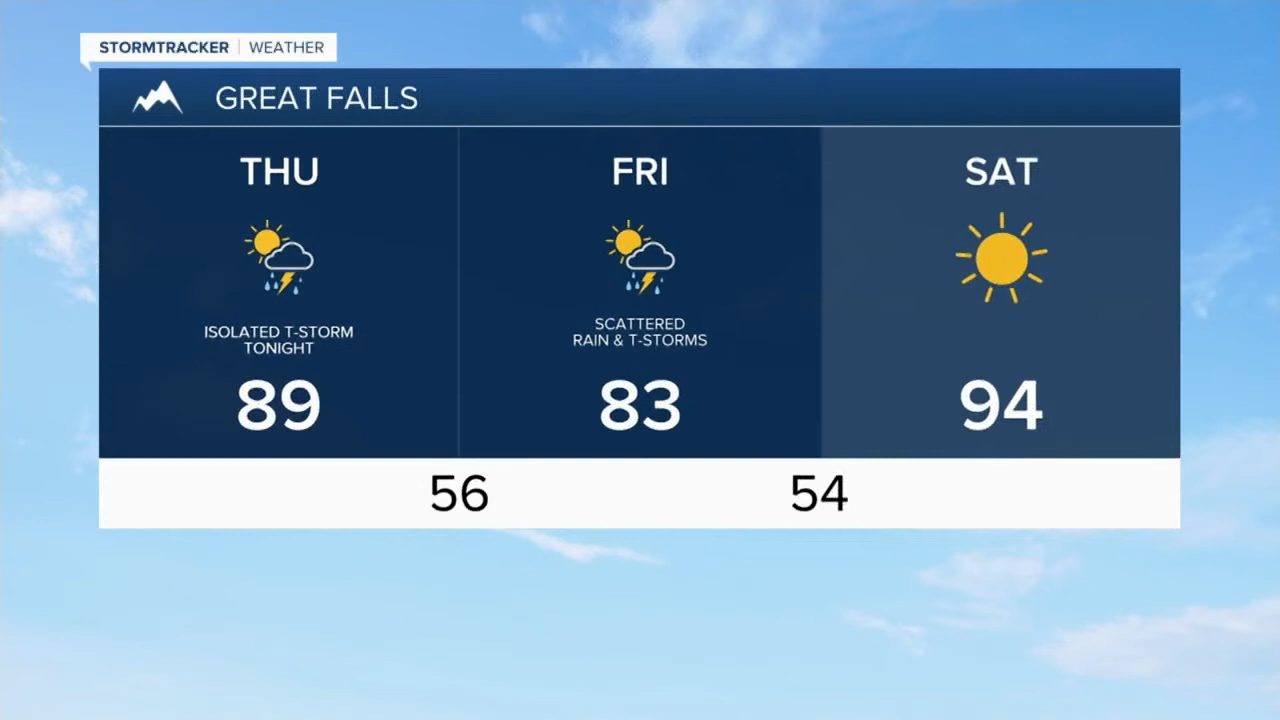 STORMTRACKER | WEATHER
GREAT FALLS
THU
ISOLATED T-STORM
TONIGHT
89
FRI
SCATTERED
RAIN & T-STORMS
83
SAT
94
56
54